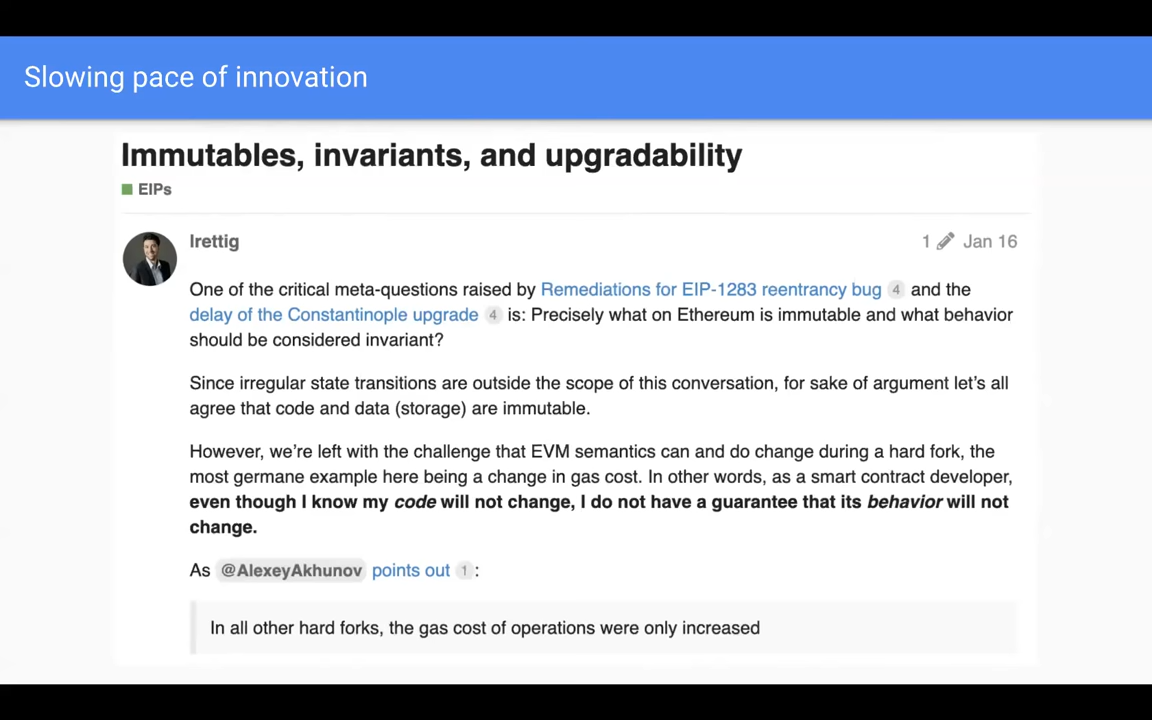 Slowing pace of innovation
Immutables, invariants, and upgradability
EIPs
lrettig
1 Jan 16
One of the critical meta-questions raised by Remediations for EIP-1283 reentrancy bug 4 and the
delay of the Constantinople upgrade 4 is: Precisely what on Ethereum is immutable and what behavior
should be considered invariant?
Since irregular state transitions are outside the scope of this conversation, for sake of argument let’s all
agree that code and data (storage) are immutable.
However, we’re left with the challenge that EVM semantics can and do change during a hard fork, the
most germane example here being a change in gas cost. In other words, as a smart contract developer,
even though I know my code will not change, I do not have a guarantee that its behavior will not
change.
As @AlexeyAkhunov points out 1 :
In all other hard forks, the gas cost of operations were only increased